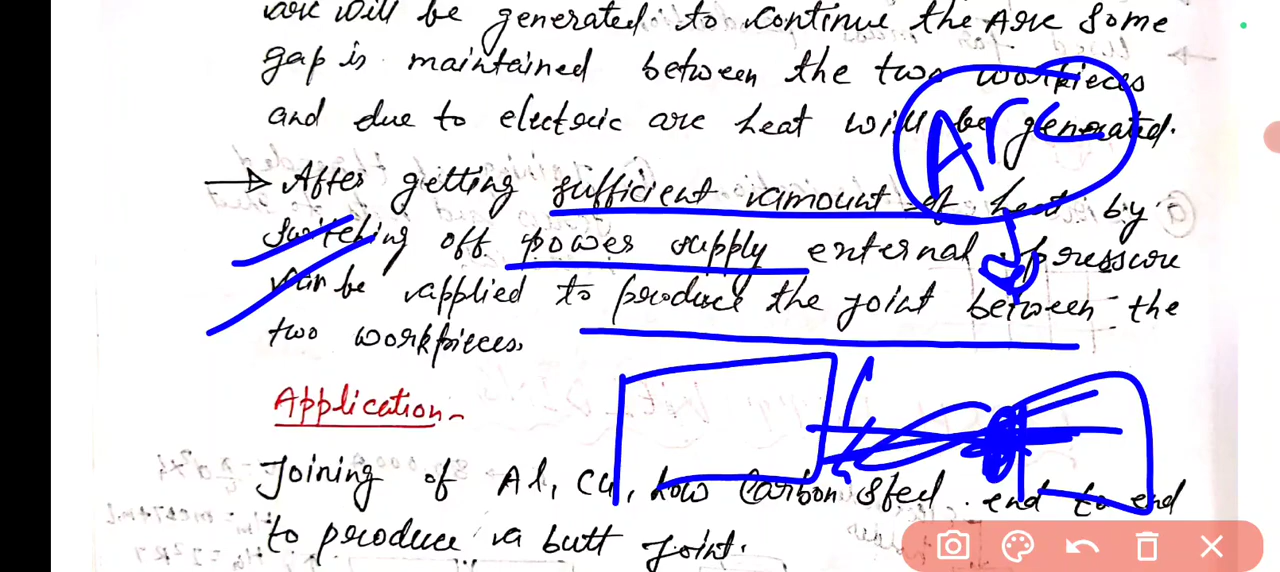 arc will be generated to continue the Arc some
gap is maintained between the two workpieces
and due to electric arc heat will be generated.
→ After getting sufficient amount of heat by
switching off power supply external pressure
can be applied to produce the joint between the
two workpieces.
Arc
Application-
Joining of Al, Cu, low Carbon Steel end to end
to produce a butt joint.